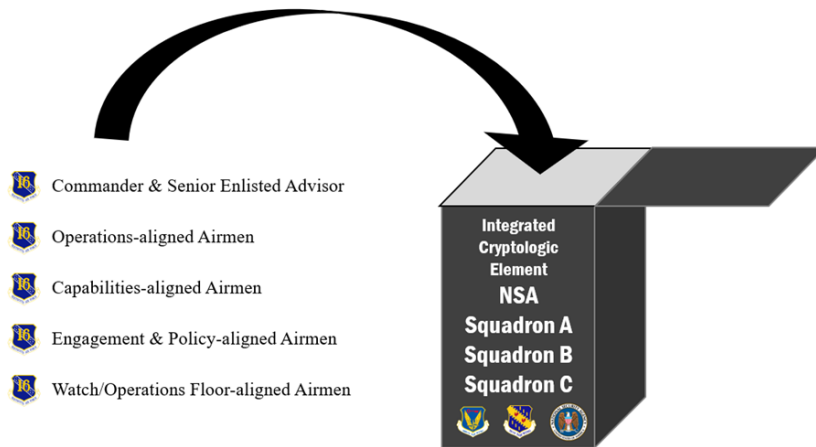 Commander & Senior Enlisted Advisor
Operations-aligned Airmen
Capabilities-aligned Airmen
Engagement & Policy-aligned Airmen
Watch/Operations Floor-aligned Airmen
Integrated
Cryptologic
Element
NSA
Squadron A
Squadron B
Squadron C